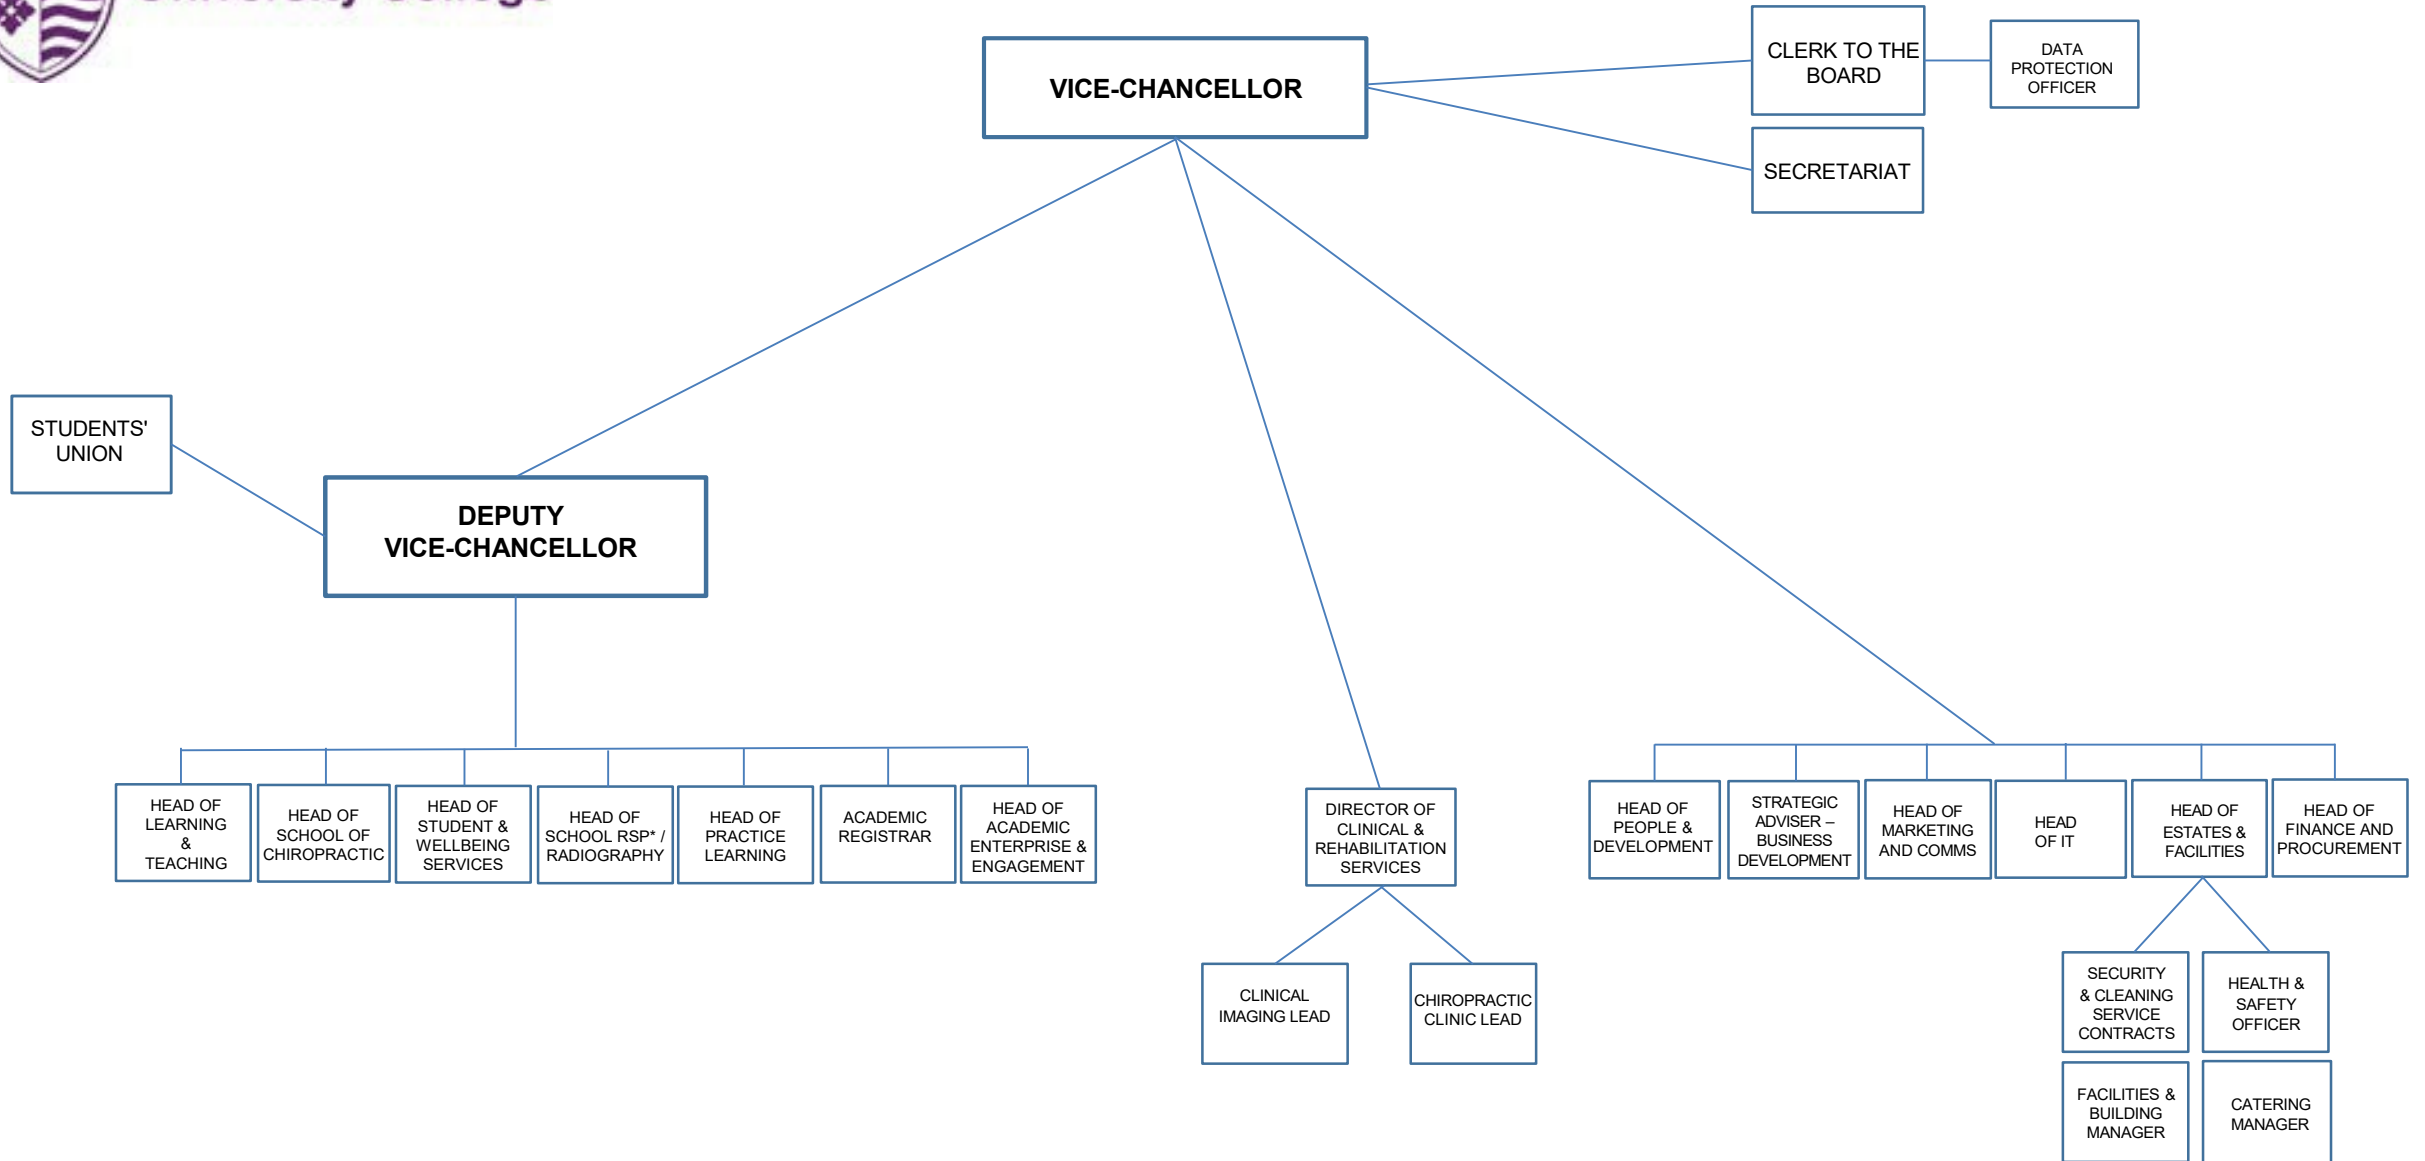 University College
VICE-CHANCELLOR
CLERK TO THE
BOARD
DATA
PROTECTION
OFFICER
SECRETARIAT
STUDENTS'
UNION
DEPUTY
VICE-CHANCELLOR
HEAD OF
LEARNING
&
TEACHING
HEAD OF
SCHOOL OF
CHIROPRACTIC
HEAD OF
STUDENT &
WELLBEING
SERVICES
HEAD OF
SCHOOL RSP* /
RADIOGRAPHY
HEAD OF
PRACTICE
LEARNING
ACADEMIC
REGISTRAR
HEAD OF
ACADEMIC
ENTERPRISE &
ENGAGEMENT
DIRECTOR OF
CLINICAL &
REHABILITATION
SERVICES
HEAD OF
PEOPLE &
DEVELOPMENT
STRATEGIC
ADVISER –
BUSINESS
DEVELOPMENT
HEAD OF
MARKETING
AND COMMS
HEAD
OF IT
HEAD OF
ESTATES &
FACILITIES
HEAD OF
FINANCE AND
PROCUREMENT
CLINICAL
IMAGING LEAD
CHIROPRACTIC
CLINIC LEAD
SECURITY
& CLEANING
SERVICE
CONTRACTS
HEALTH &
SAFETY
OFFICER
FACILITIES &
BUILDING
MANAGER
CATERING
MANAGER